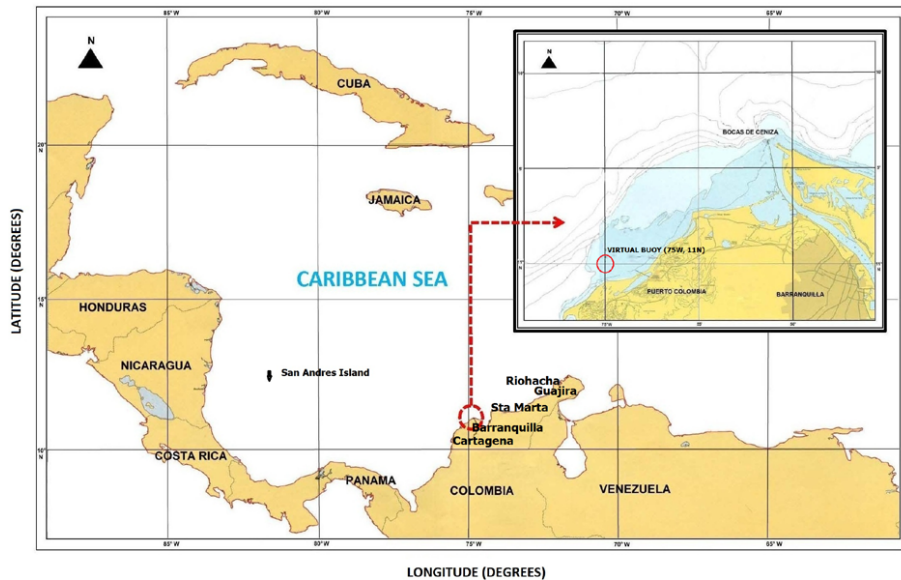 N
CUBA
JAMAICA
CARIBBEAN SEA
HONDURAS
NICARAGUA
COSTA RICA
PANAMA
San Andres Island
Riohacha
Guajira
Sta Marta
Barranquilla
Cartagena
COLOMBIA
VENEZUELA
N
BOCAS DE CENIZA
VIRTUAL BUOY (75W, 11N)
PUERTO COLOMBIA
BARRANQUILLA
LATITUDE (DEGREES)
20°
15°
10°
85° W
80° W
75° W
70° W
65° W
LONGITUDE (DEGREES)